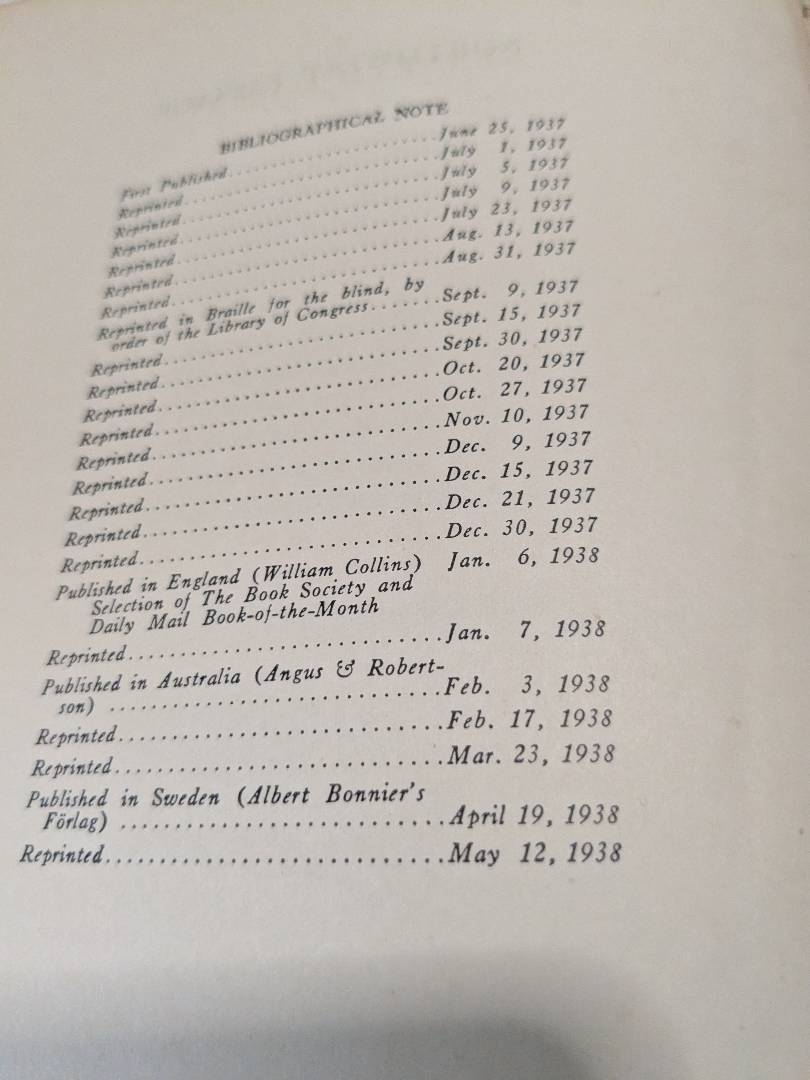 BIBLIOGRAPHICAL NOTE
First Published..............................June 25, 1937
Reprinted..............................July 1, 1937
Reprinted..............................July 5, 1937
Reprinted..............................July 9, 1937
Reprinted..............................July 23, 1937
Reprinted..............................Aug. 13, 1937
Reprinted..............................Aug. 31, 1937
Reprinted in Braille for the blind, by
order of the Library of Congress.......Sept. 9, 1937
Reprinted..............................Sept. 15, 1937
Reprinted..............................Sept. 30, 1937
Reprinted..............................Oct. 20, 1937
Reprinted..............................Oct. 27, 1937
Reprinted..............................Nov. 10, 1937
Reprinted..............................Dec. 9, 1937
Reprinted..............................Dec. 15, 1937
Reprinted..............................Dec. 21, 1937
Reprinted..............................Dec. 30, 1937
Published in England (William Collins) Jan. 6, 1938
Selection of The Book Society and
Daily Mail Book-of-the-Month
Reprinted..............................Jan. 7, 1938
Published in Australia (Angus & Robert-
son) ..............................Feb. 3, 1938
Reprinted..............................Feb. 17, 1938
Reprinted..............................Mar. 23, 1938
Published in Sweden (Albert Bonnier's
Förlag) ..............................April 19, 1938
Reprinted..............................May 12, 1938